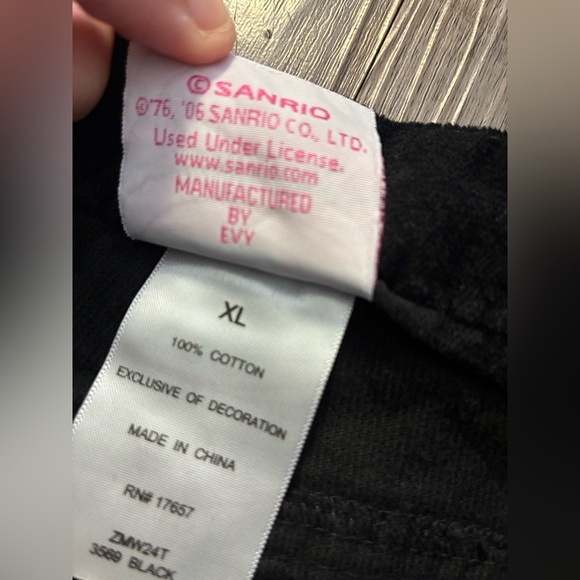 ©SANRIO
©'76, '06 SANRIO CO., LTD.
Used Under License.
www.sanrio.com
MANUFACTURED
BY
EVY
XL
100% COTTON
EXCLUSIVE OF DECORATION
MADE IN CHINA
RN# 17657
ZMW24T
3569 BLACK